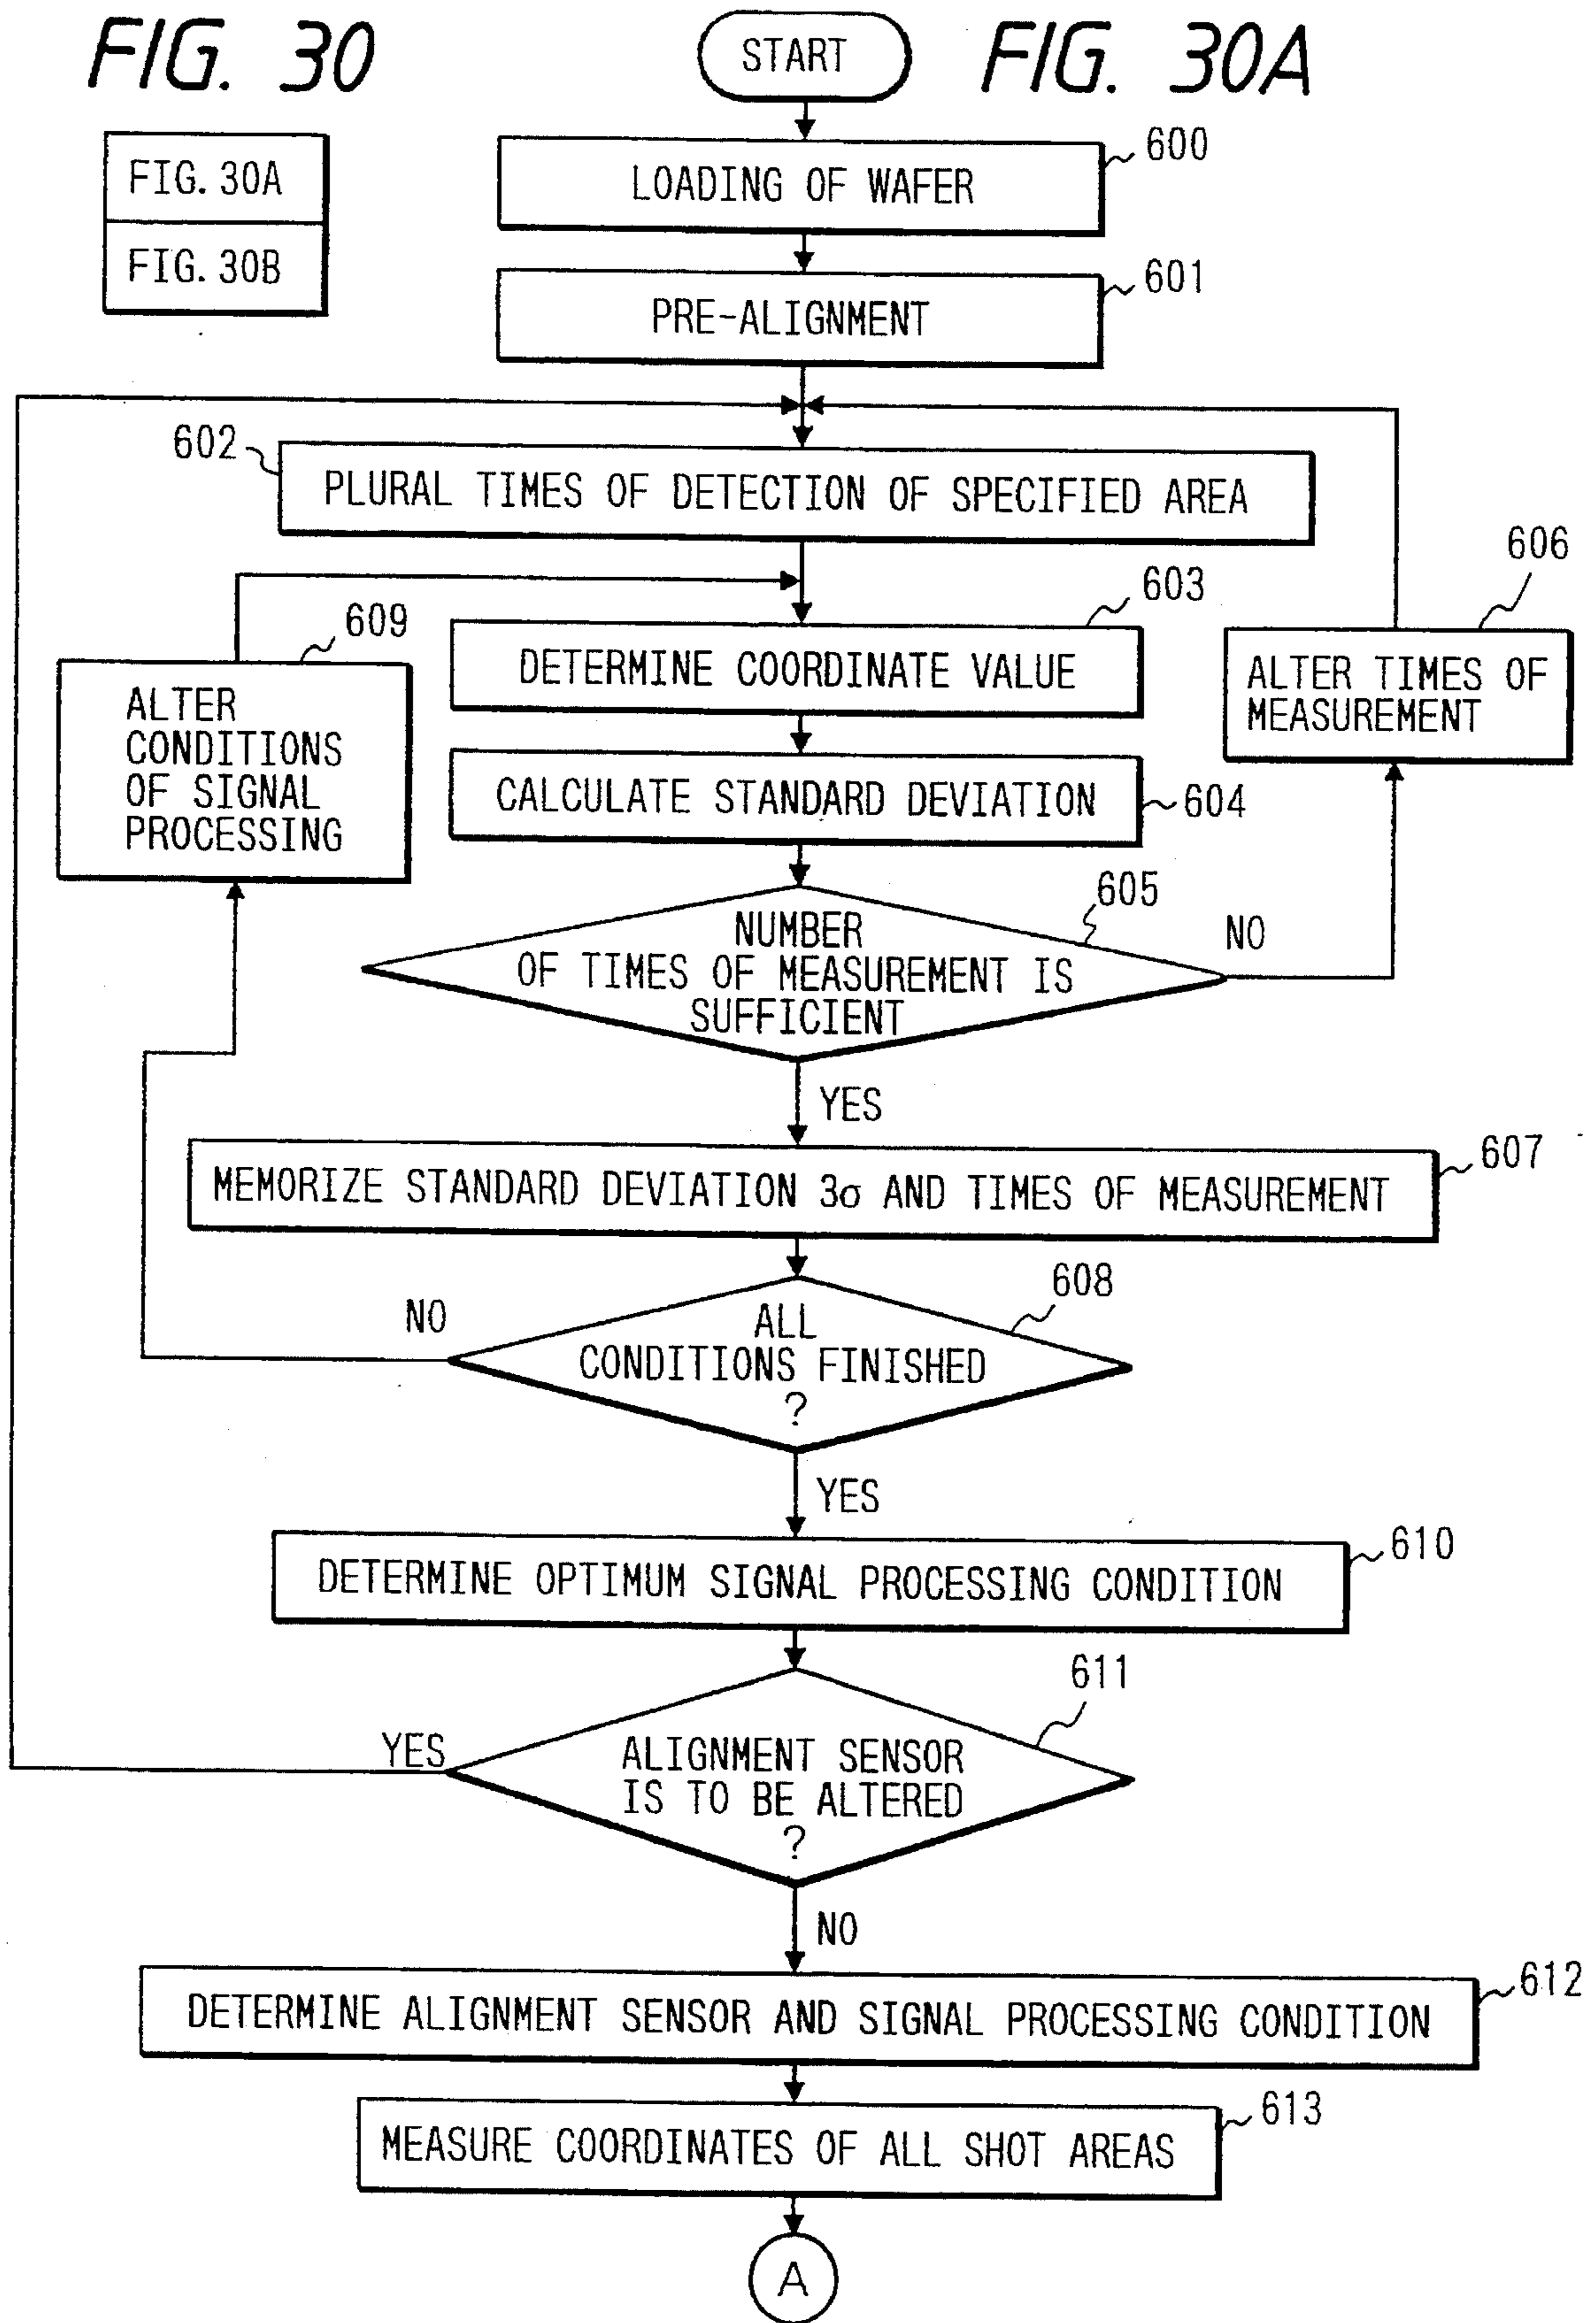 FIG. 30
START
FIG. 30A
FIG. 30A
FIG. 30B
LOADING OF WAFER
600
PRE-ALIGNMENT
601
602
PLURAL TIMES OF DETECTION OF SPECIFIED AREA
606
603
609
DETERMINE COORDINATE VALUE
ALTER TIMES OF
MEASUREMENT
ALTER
CONDITIONS
OF SIGNAL
PROCESSING
CALCULATE STANDARD DEVIATION
604
605
NUMBER
OF TIMES OF MEASUREMENT IS
SUFFICIENT
NO
YES
607
MEMORIZE STANDARD DEVIATION 3σ AND TIMES OF MEASUREMENT
608
NO
ALL
CONDITIONS FINISHED
?
YES
610
DETERMINE OPTIMUM SIGNAL PROCESSING CONDITION
611
YES
ALIGNMENT SENSOR
IS TO BE ALTERED
?
NO
612
DETERMINE ALIGNMENT SENSOR AND SIGNAL PROCESSING CONDITION
613
MEASURE COORDINATES OF ALL SHOT AREAS
A